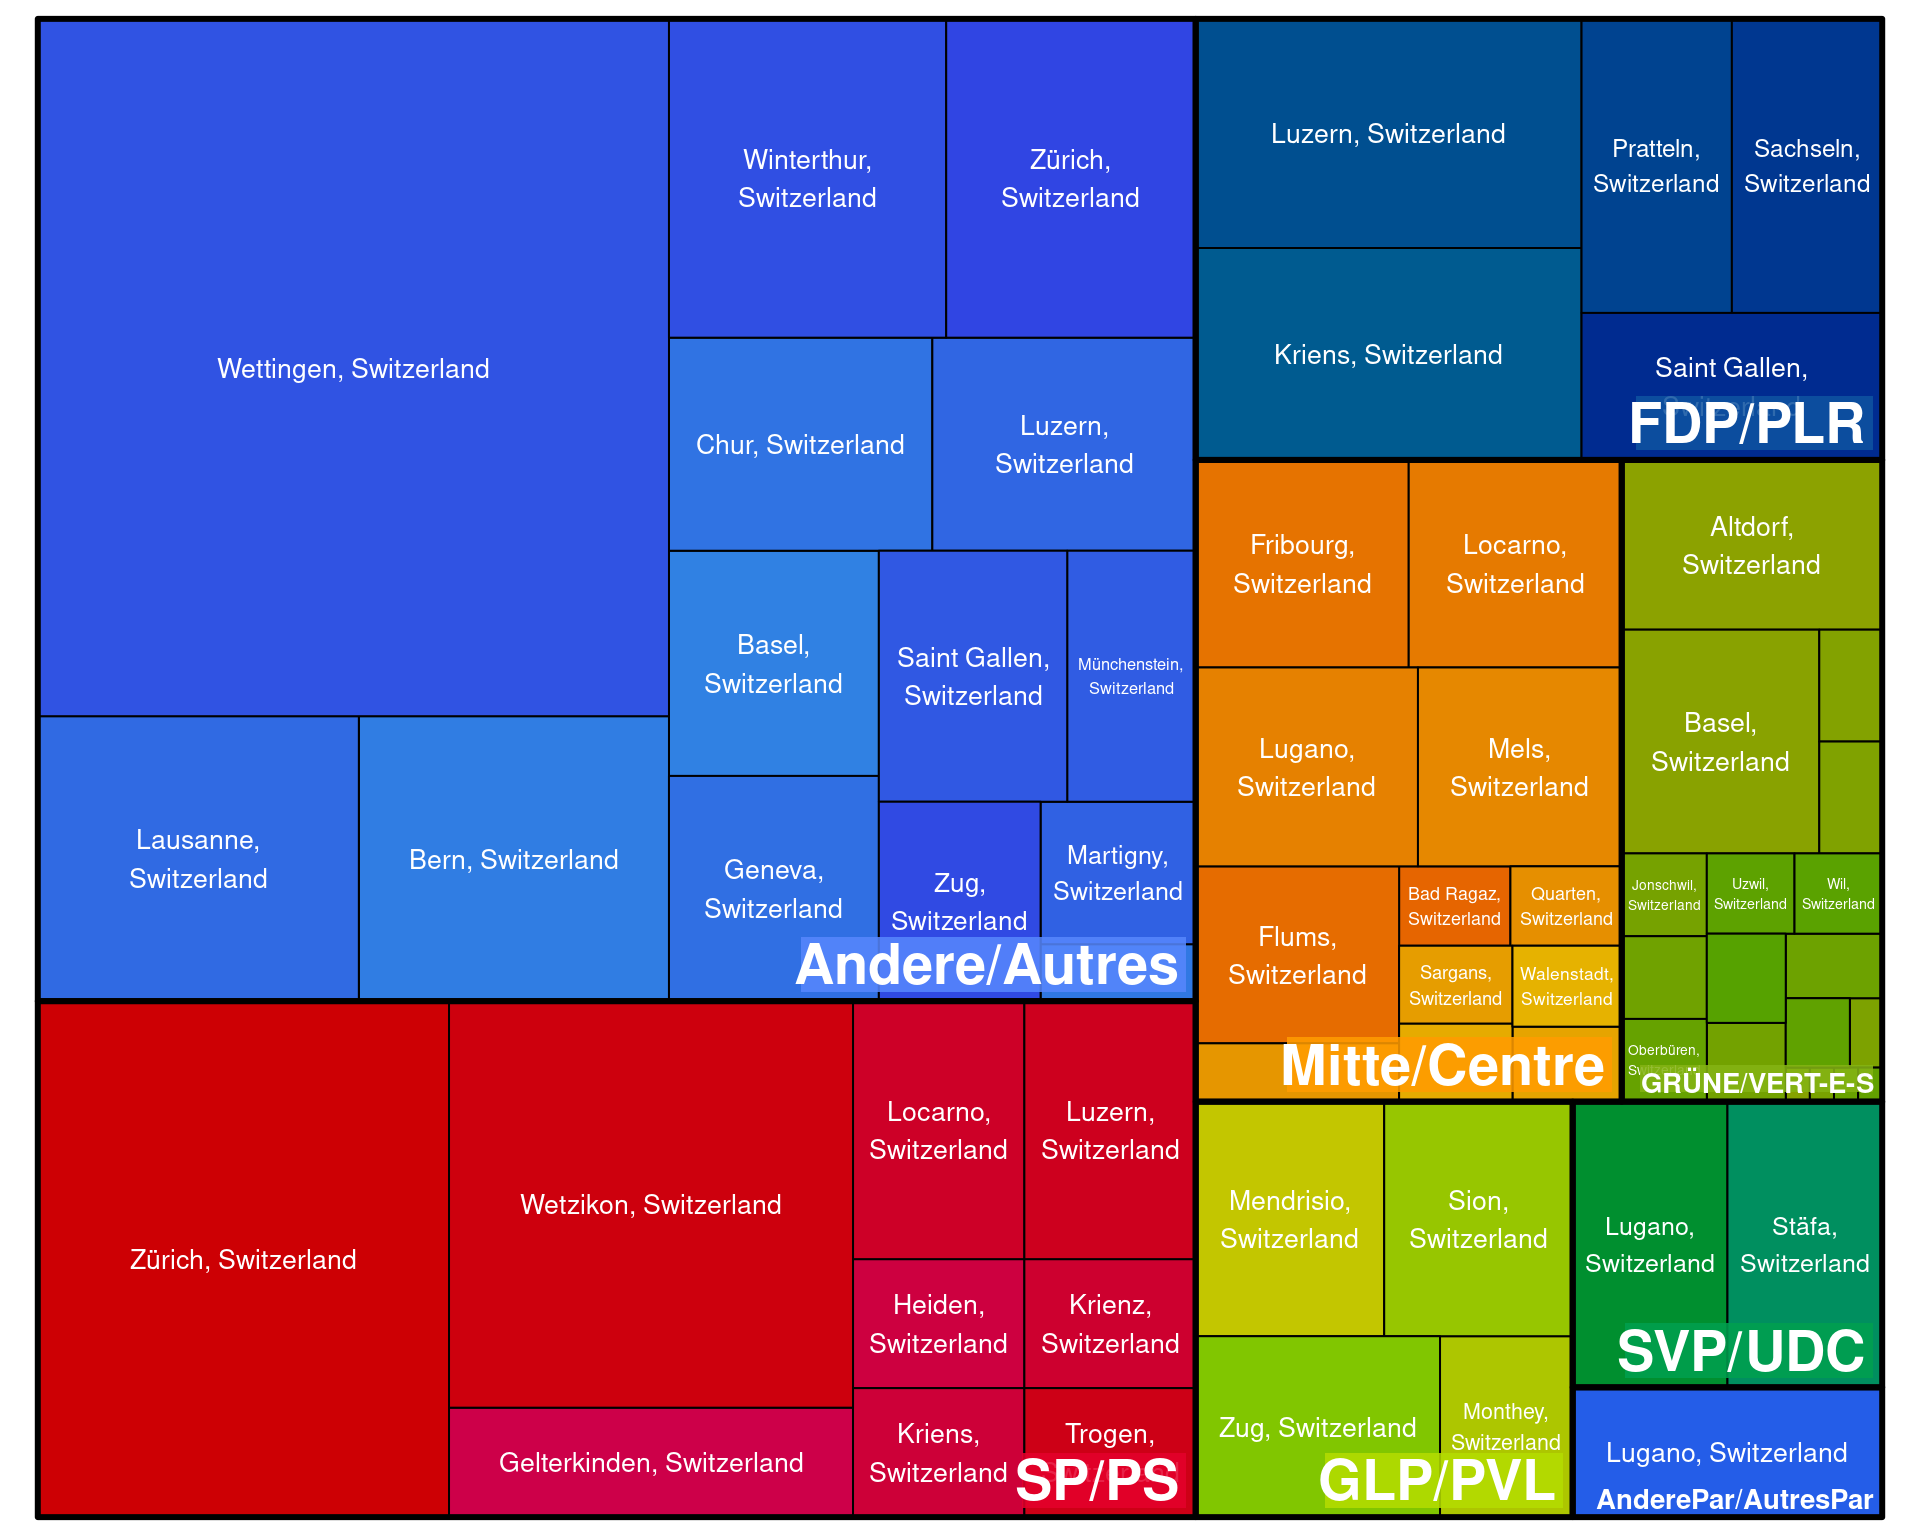 Wettingen, Switzerland
Winterthur,
Switzerland
Zürich,
Switzerland
Chur, Switzerland
Luzern,
Switzerland
Basel,
Switzerland
Saint Gallen,
Switzerland
Münchenstein,
Switzerland
Lausanne,
Switzerland
Bern, Switzerland
Geneva,
Switzerland
Zug,
Switzerland
Martigny,
Switzerland
Andere/Autres
Luzern, Switzerland
Pratteln,
Switzerland
Sachseln,
Switzerland
Kriens, Switzerland
Saint Gallen,
Switzerland
FDP/PLR
Fribourg,
Switzerland
Locarno,
Switzerland
Lugano,
Switzerland
Mels,
Switzerland
Flums,
Switzerland
Bad Ragaz,
Switzerland
Quarten,
Switzerland
Sargans,
Switzerland
Walenstadt,
Switzerland
Mitte/Centre
Altdorf,
Switzerland
Basel,
Switzerland
Jonschwil,
Switzerland
Uzwil,
Switzerland
Wil,
Switzerland
Oberbüren,
Switzerland
GRÜNE/VERT-E-S
Zürich, Switzerland
Wetzikon, Switzerland
Gelterkinden, Switzerland
Locarno,
Switzerland
Luzern,
Switzerland
Heiden,
Switzerland
Krienz,
Switzerland
Kriens,
Switzerland
Trogen,
Switzerland
SP/PS
Mendrisio,
Switzerland
Sion,
Switzerland
Zug, Switzerland
Monthey,
Switzerland
GLP/PVL
Lugano,
Switzerland
Stäfa,
Switzerland
SVP/UDC
Lugano, Switzerland
AnderePar/AutresPar